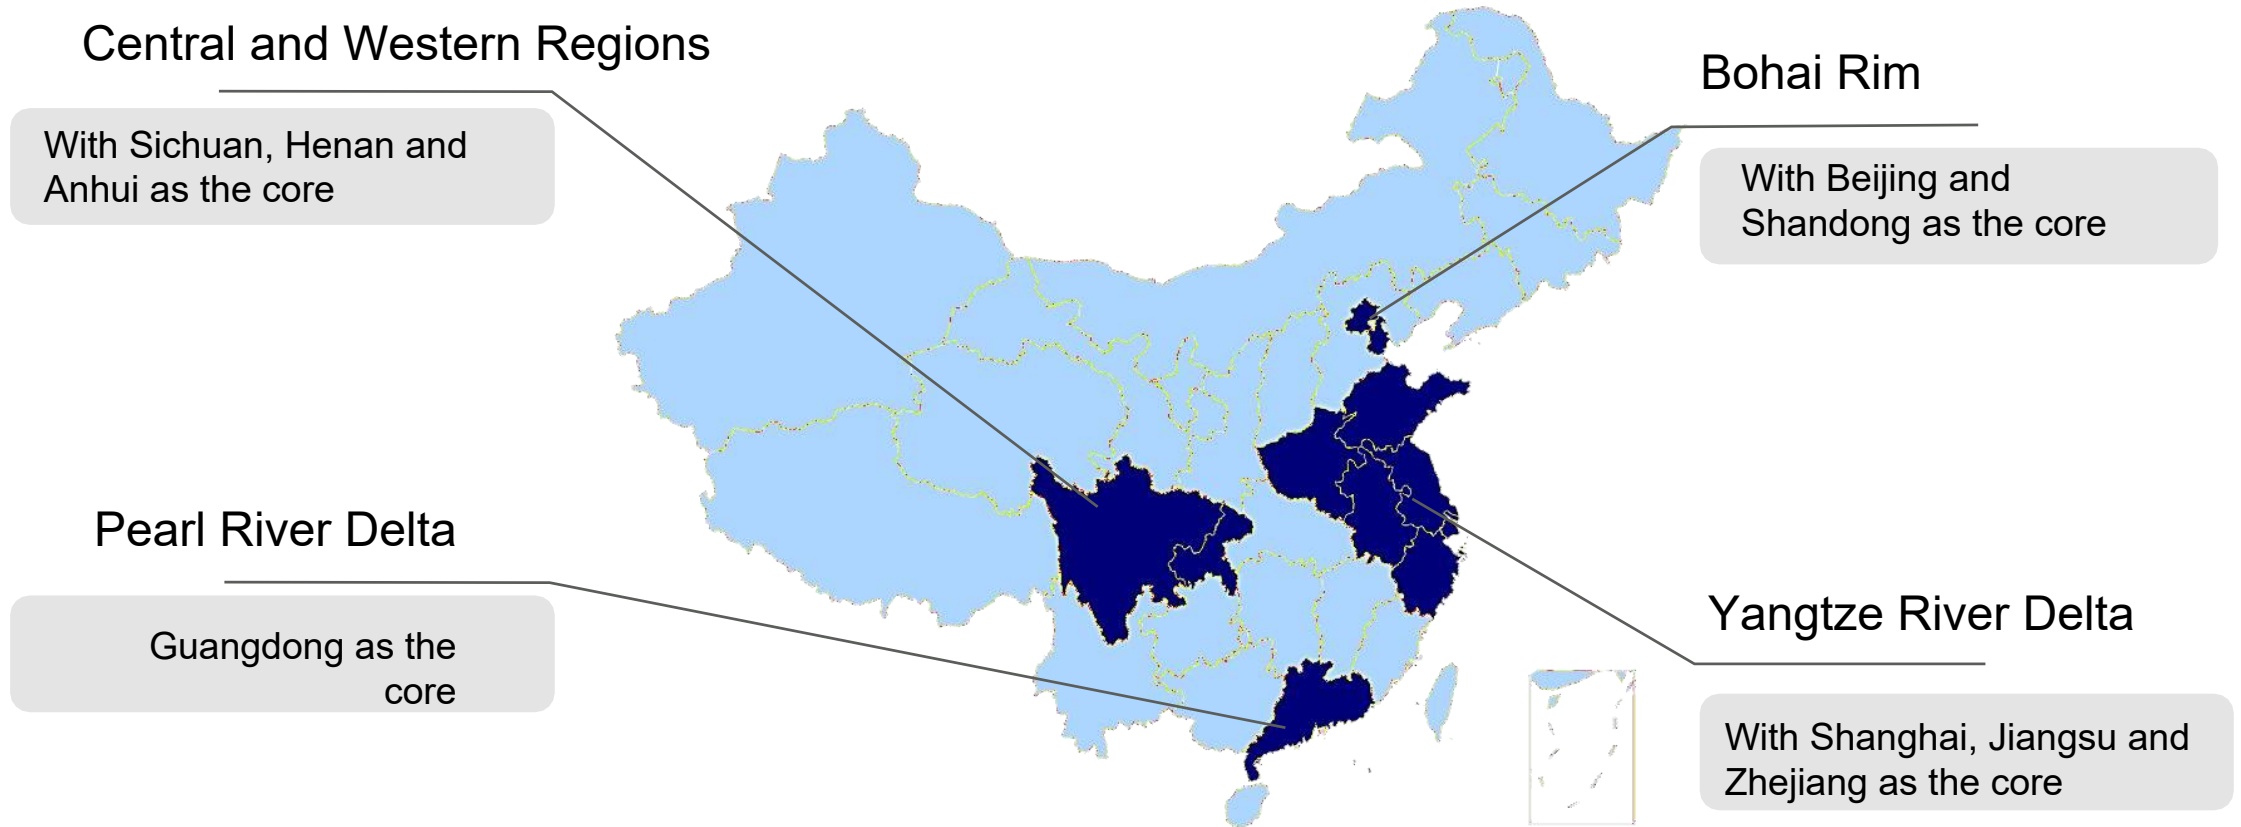 Central and Western Regions
With Sichuan, Henan and
Anhui as the core
Bohai Rim
With Beijing and
Shandong as the core
Pearl River Delta
Guangdong as the
core
Yangtze River Delta
With Shanghai, Jiangsu and
Zhejiang as the core